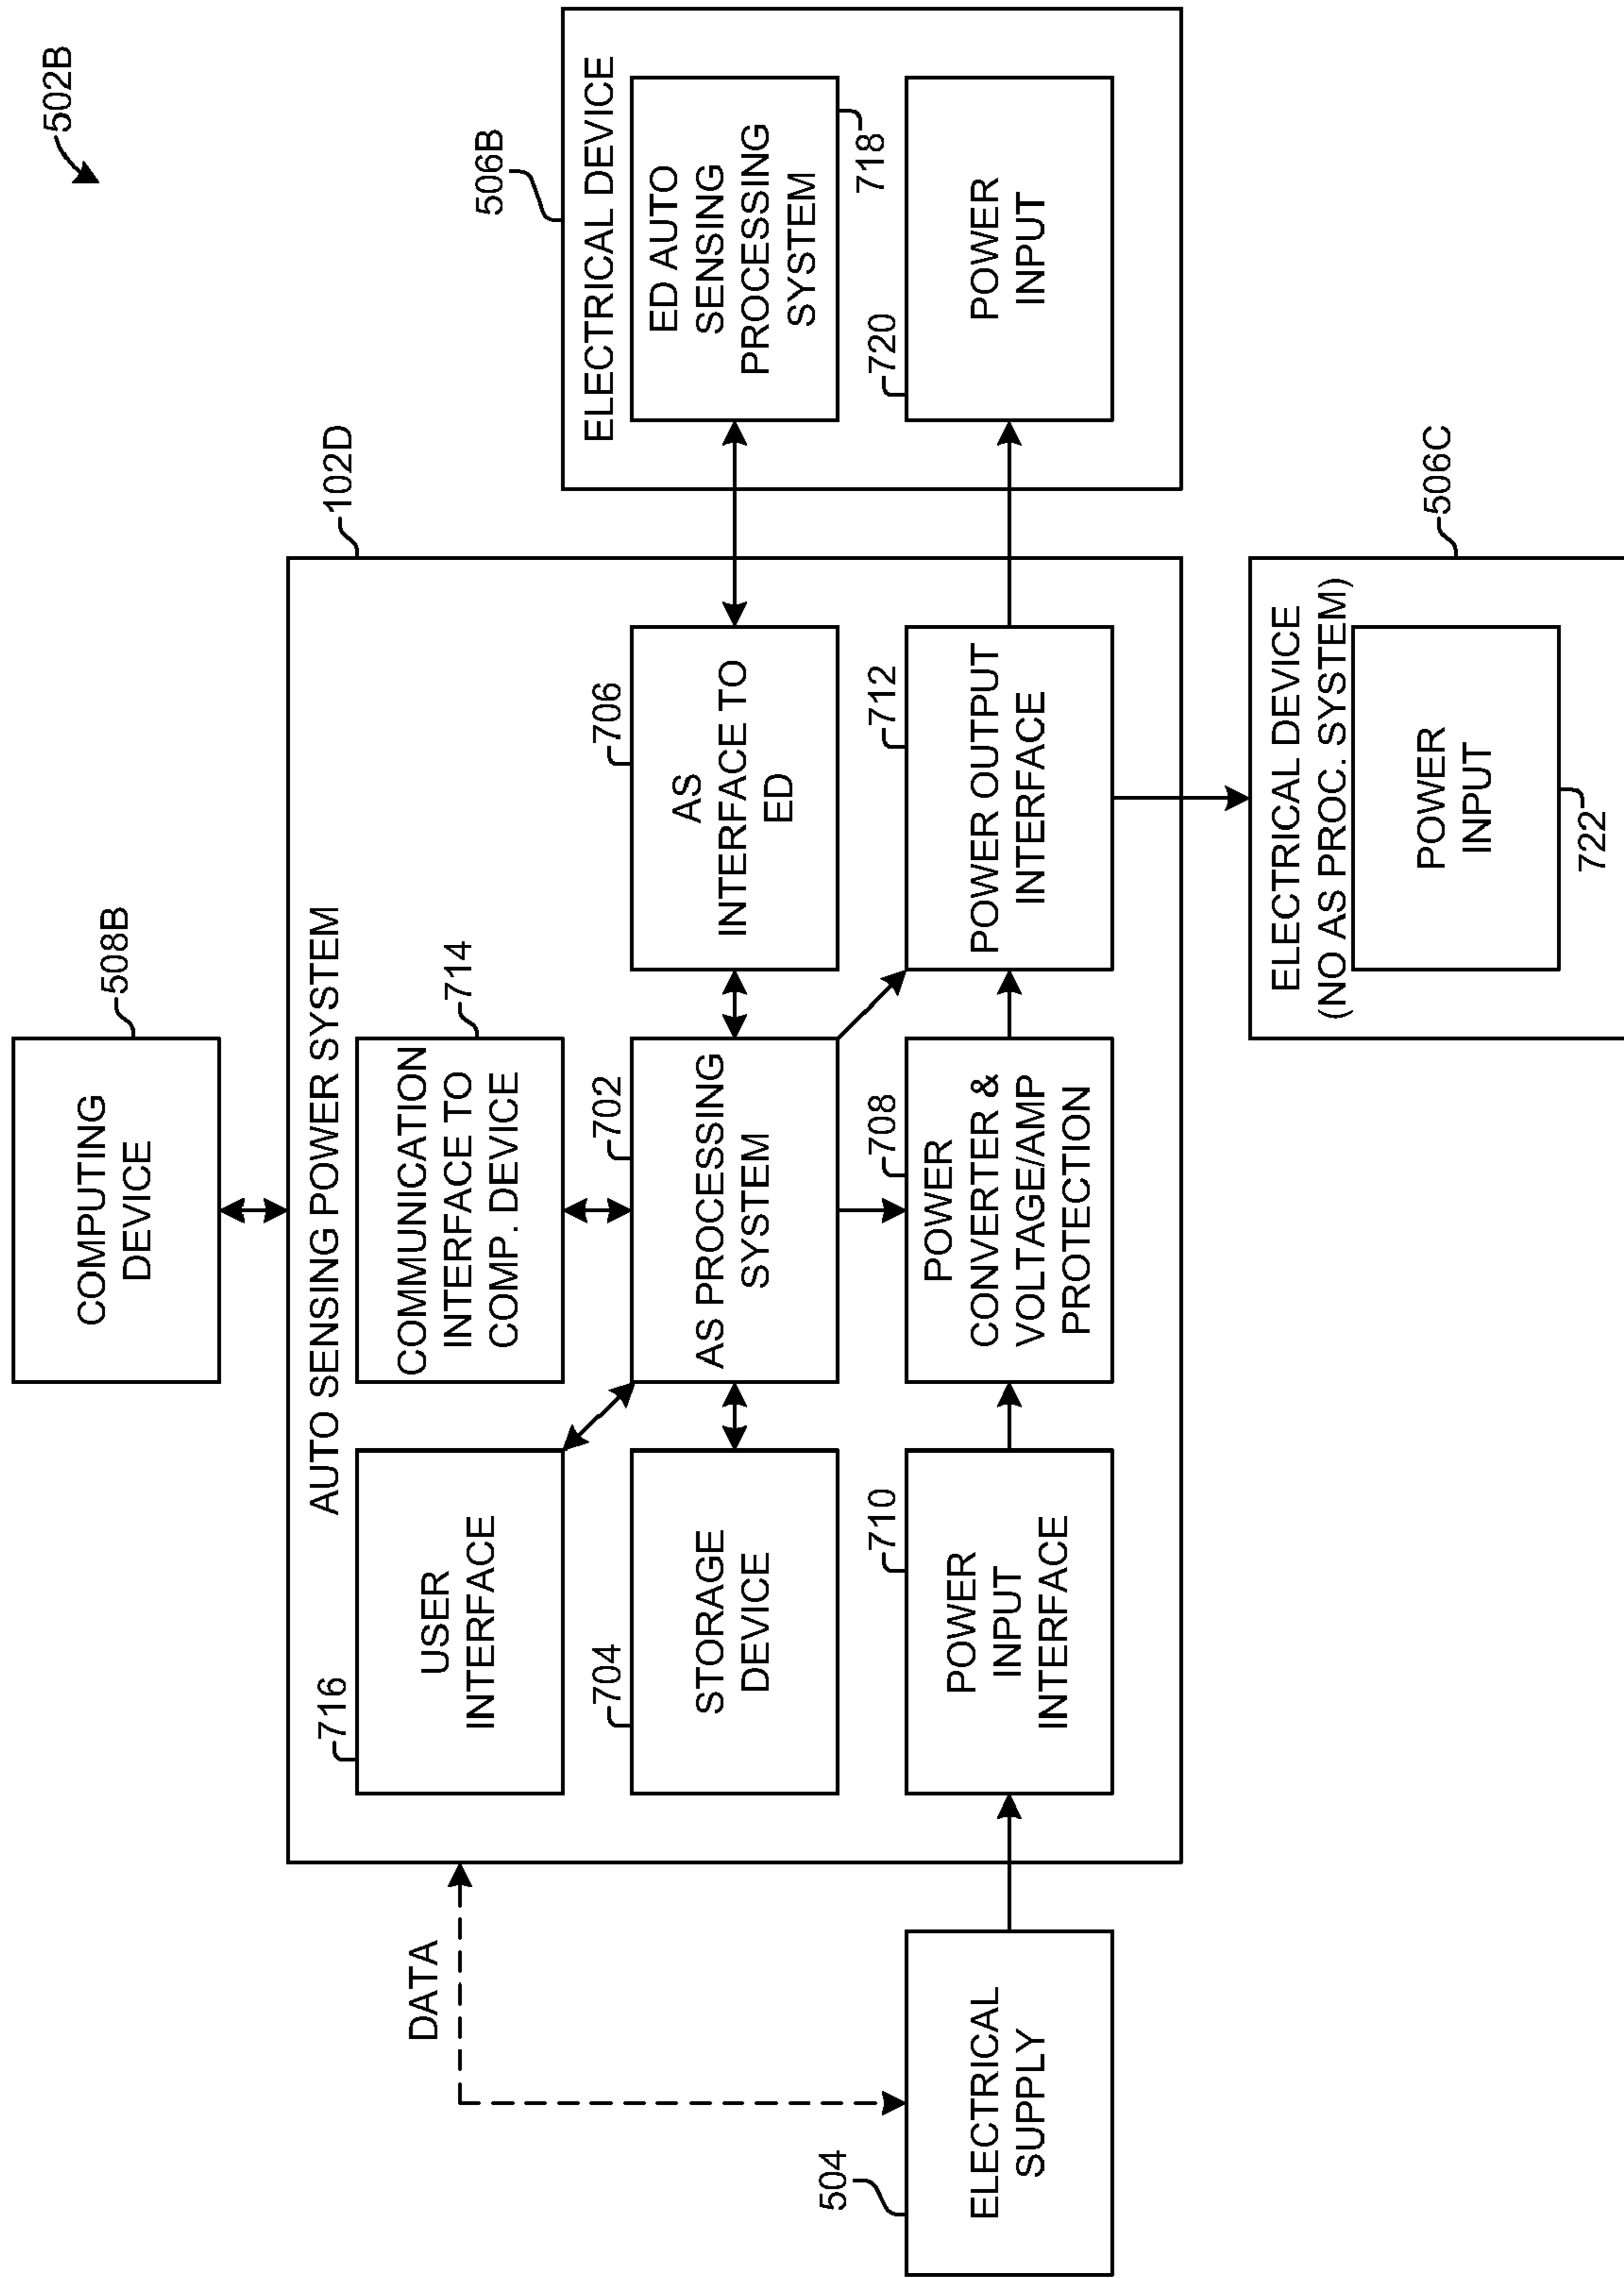 502B
COMPUTING
DEVICE
508B
AUTO SENSING POWER SYSTEM
102D
DATA
716
USER
INTERFACE
COMMUNICATION
INTERFACE TO
COMP. DEVICE
714
704
STORAGE
DEVICE
702
AS PROCESSING
SYSTEM
706
AS
INTERFACE TO
ED
506B
ELECTRICAL DEVICE
ED AUTO
SENSING
PROCESSING
SYSTEM
718
504
ELECTRICAL
SUPPLY
710
POWER
INPUT
INTERFACE
708
POWER
CONVERTER &
VOLTAGE/AMP
PROTECTION
712
POWER OUTPUT
INTERFACE
720
POWER
INPUT
506C
ELECTRICAL DEVICE
(NO AS PROC. SYSTEM)
POWER
INPUT
722